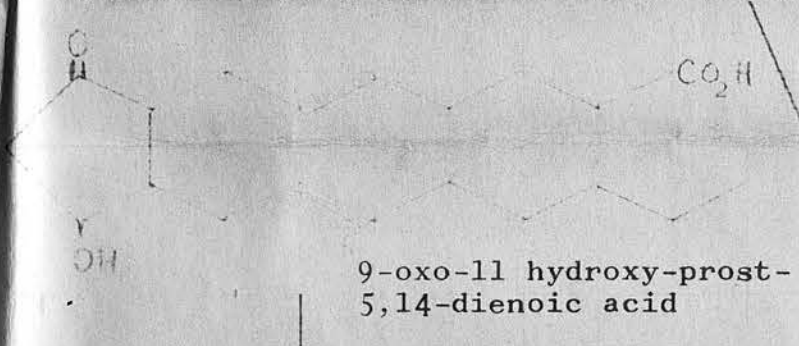 O
CO2H
OH
9-oxo-11 hydroxy-prost-
5,14-dienoic acid